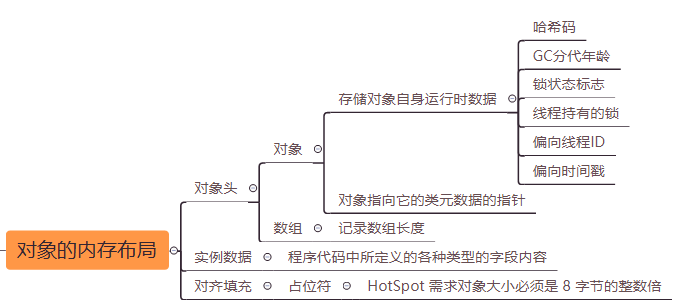 哈希码
GC分代年龄
存储对象自身运行时数据
锁状态标志
线程持有的锁
偏向线程ID
偏向时间戳
对象
对象指向它的类元数据的指针
对象头
数组
记录数组长度
对象的内存布局
实例数据
程序代码中所定义的各种类型的字段内容
对齐填充
占位符
HotSpot 需求对象大小必须是 8 字节的整数倍